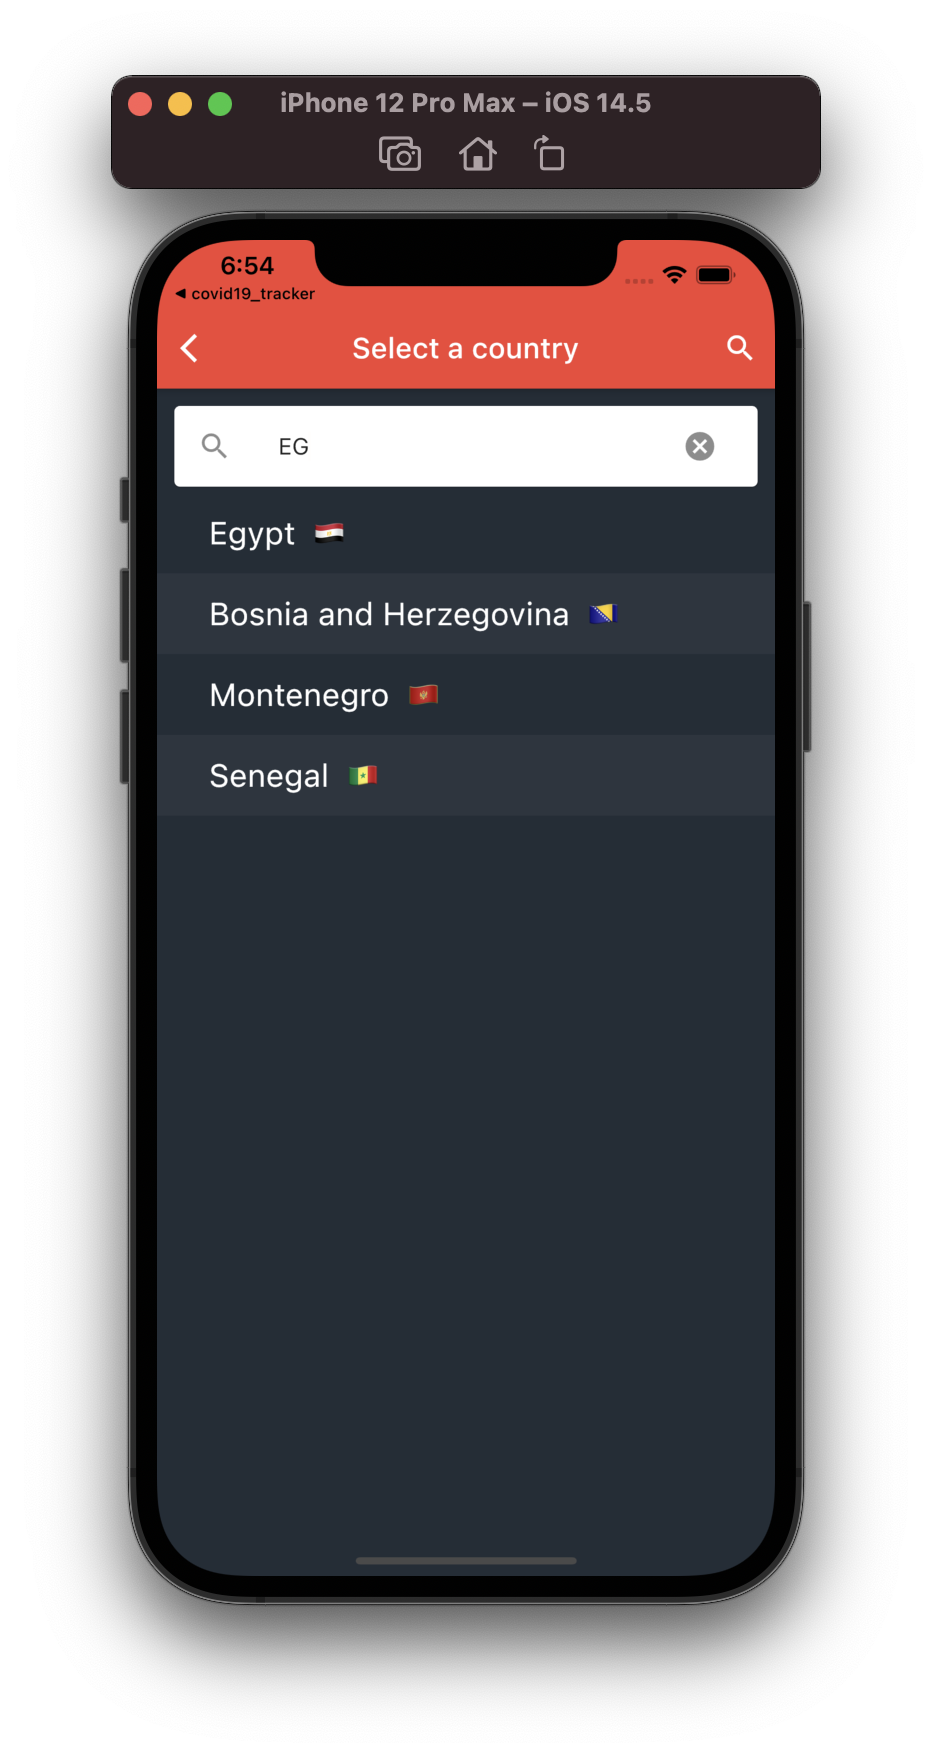 iPhone 12 Pro Max – iOS 14.5
6:54
◀ covid19_tracker
Select a country
EG
Egypt 🇪🇬
Bosnia and Herzegovina 🇧🇦
Montenegro 🇲🇪
Senegal 🇸🇳